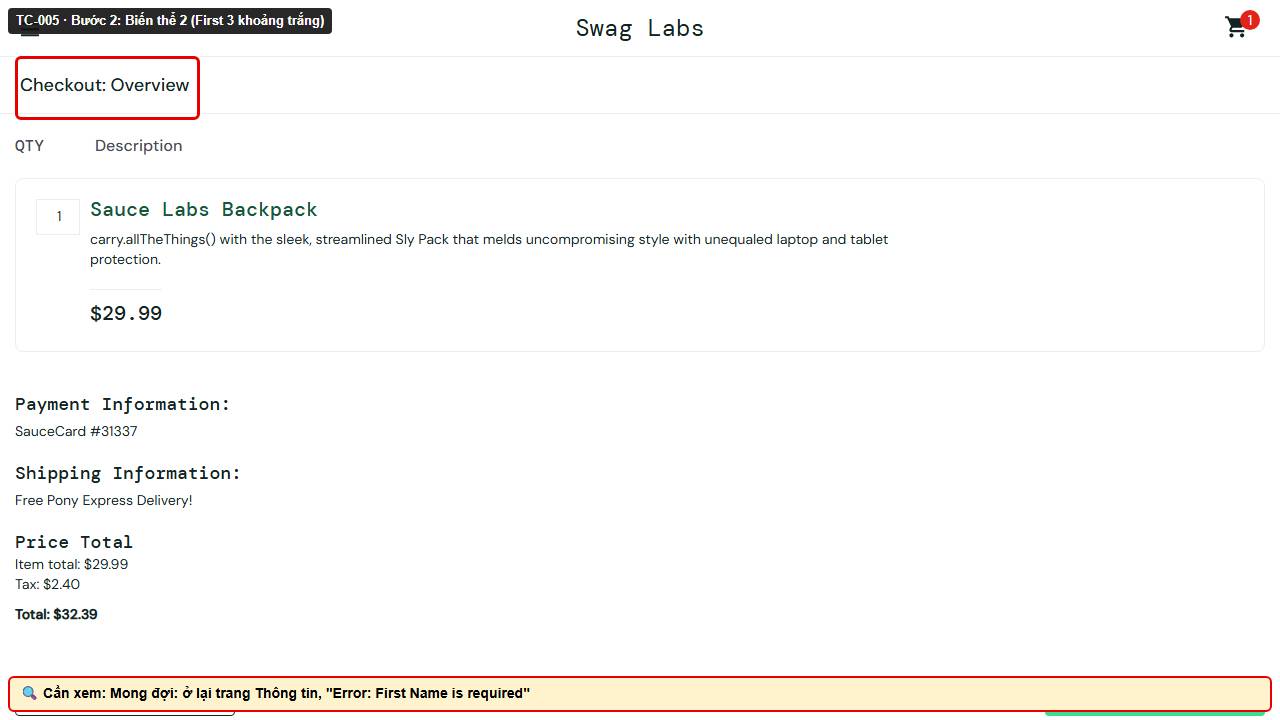 TC-005 · Bước 2: Biến thể 2 (First 3 khoảng trắng)
Swag Labs
1
Checkout: Overview
QTY Description
1
Sauce Labs Backpack
carry.allTheThings() with the sleek, streamlined Sly Pack that melds uncompromising style with unequaled laptop and tablet
protection.
$29.99
Payment Information:
SauceCard #31337
Shipping Information:
Free Pony Express Delivery!
Price Total
Item total: $29.99
Tax: $2.40
Total: $32.39
🔍 Cần xem: Mong đợi: ở lại trang Thông tin, "Error: First Name is required"